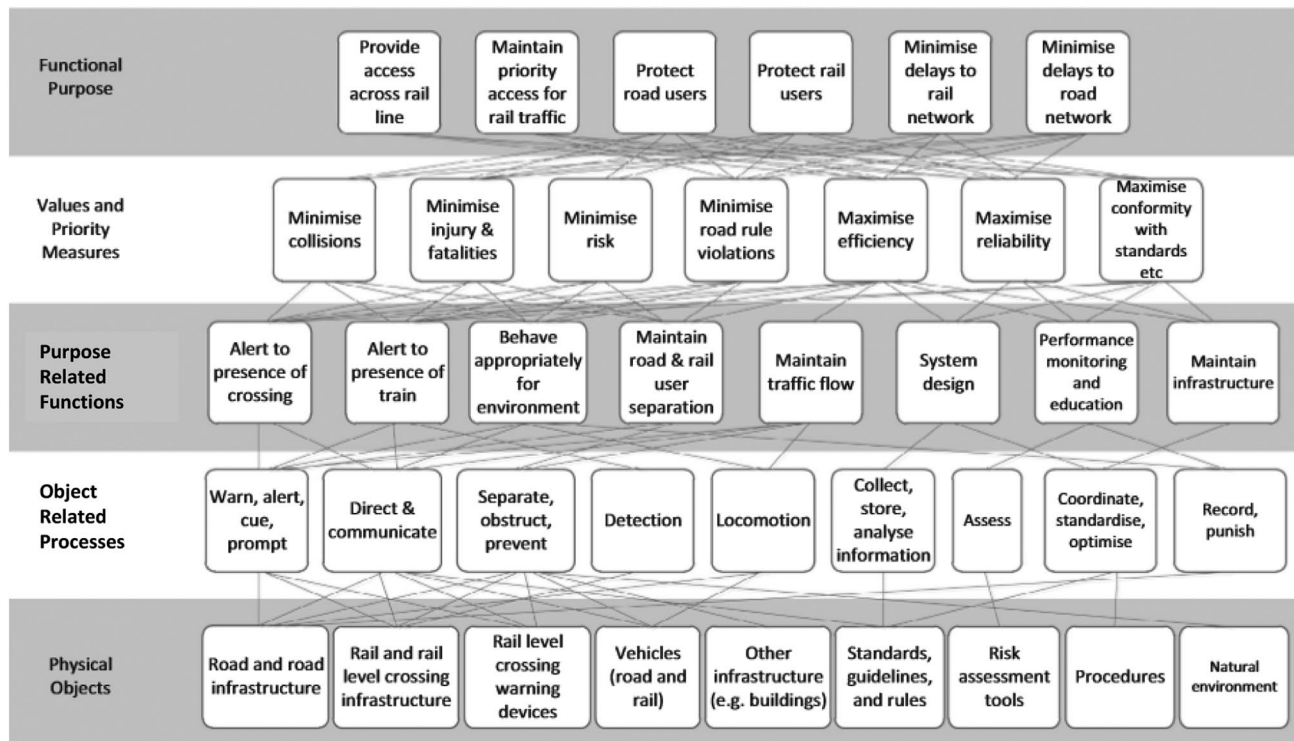 Functional
Purpose
Provide
access
across rail
line
Maintain
priority
access for
rail traffic
Protect
road users
Protect rail
users
Minimise
delays to
rail
network
Minimise
delays to
road
network
Values and
Priority
Measures
Minimise
collisions
Minimise
injury &
fatalities
Minimise
risk
Minimise
road rule
violations
Maximise
efficiency
Maximise
reliability
Maximise
conformity
with
standards
etc
Purpose
Related
Functions
Alert to
presence of
crossing
Alert to
presence of
train
Behave
appropriately
for
environment
Maintain
road & rail
user
separation
Maintain
traffic flow
System
design
Performance
monitoring
and
education
Maintain
infrastructure
Object
Related
Processes
Warn, alert,
cue,
prompt
Direct &
communicate
Separate,
obstruct,
prevent
Detection
Locomotion
Collect,
store,
analyse
information
Assess
Coordinate,
standardise,
optimise
Record,
punish
Physical
Objects
Road and road
infrastructure
Rail and rail
level crossing
infrastructure
Rail level
crossing
warning
devices
Vehicles
(road and
rail)
Other
infrastructure
(e.g. buildings)
Standards,
guidelines,
and rules
Risk
assessment
tools
Procedures
Natural
environment